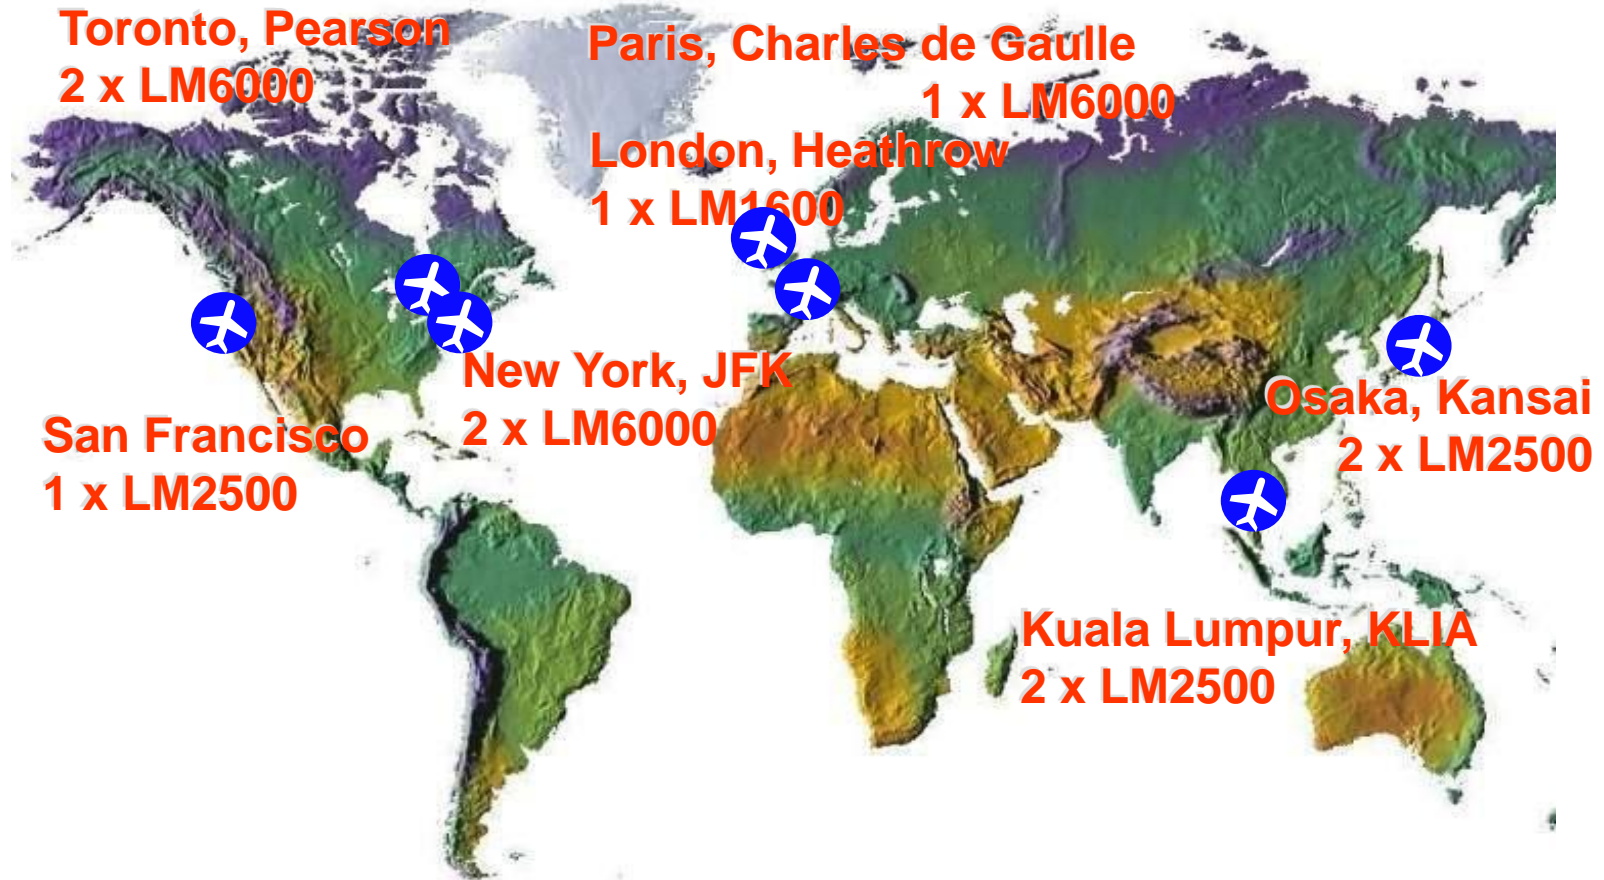 Toronto, Pearson
2 x LM6000
Paris, Charles de Gaulle
1 x LM6000
London, Heathrow
1 x LM1600
New York, JFK
2 x LM6000
San Francisco
1 x LM2500
Osaka, Kansai
2 x LM2500
Kuala Lumpur, KLIA
2 x LM2500